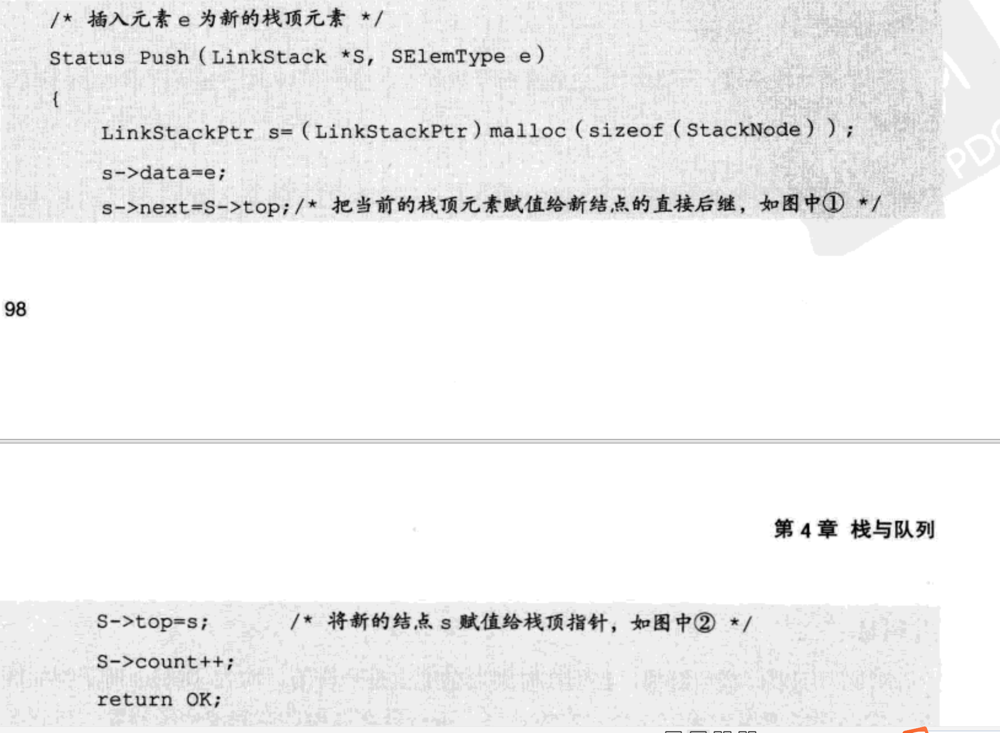 /* 插入元素 e 为新的栈顶元素 */
Status Push(LinkStack *S, SElemType e)
{
LinkStackPtr s=(LinkStackPtr)malloc(sizeof(StackNode));
s->data=e;
s->next=S->top;/* 把当前的栈顶元素赋值给新结点的直接后继，如图中① */
PD
98
第 4 章 栈与队列
S->top=s; /* 将新的结点 s 赋值给栈顶指针，如图中② */
S->count++;
return OK;